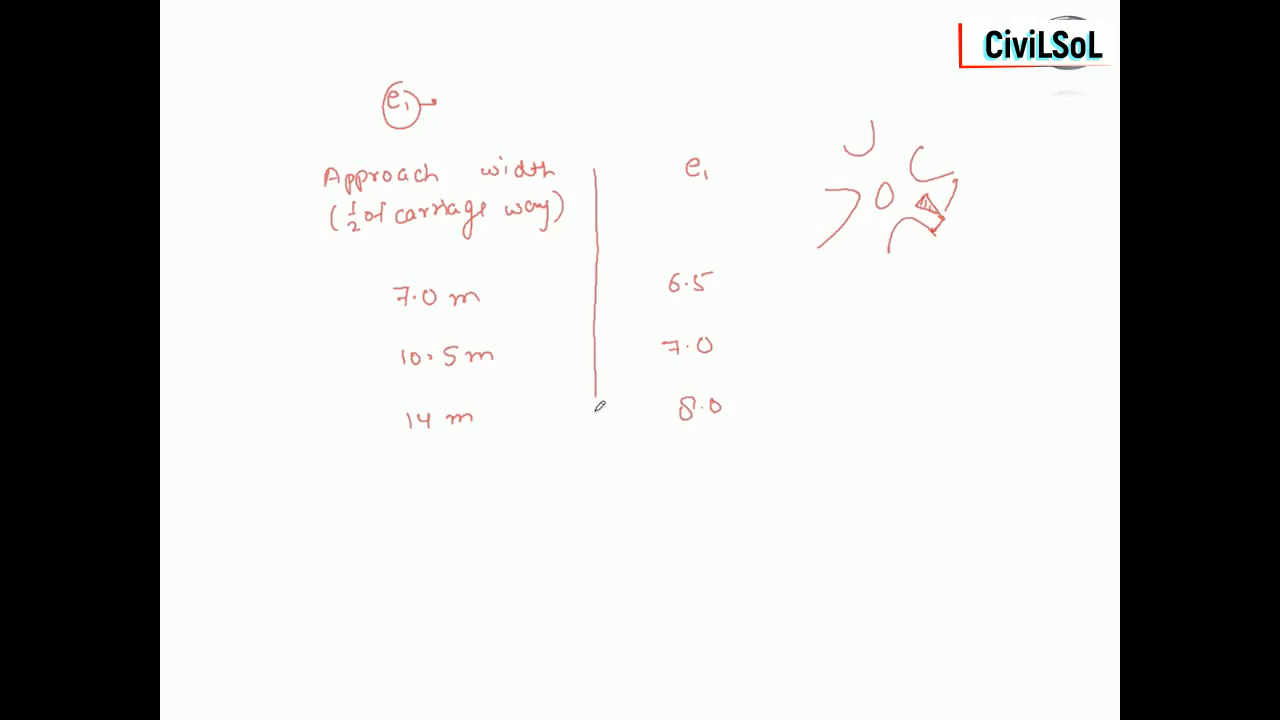 CiviLSoL
e₁
Approach width e₁
(½ of carriage way)
7.0 m 6.5
10.5 m 7.0
14 m 8.0